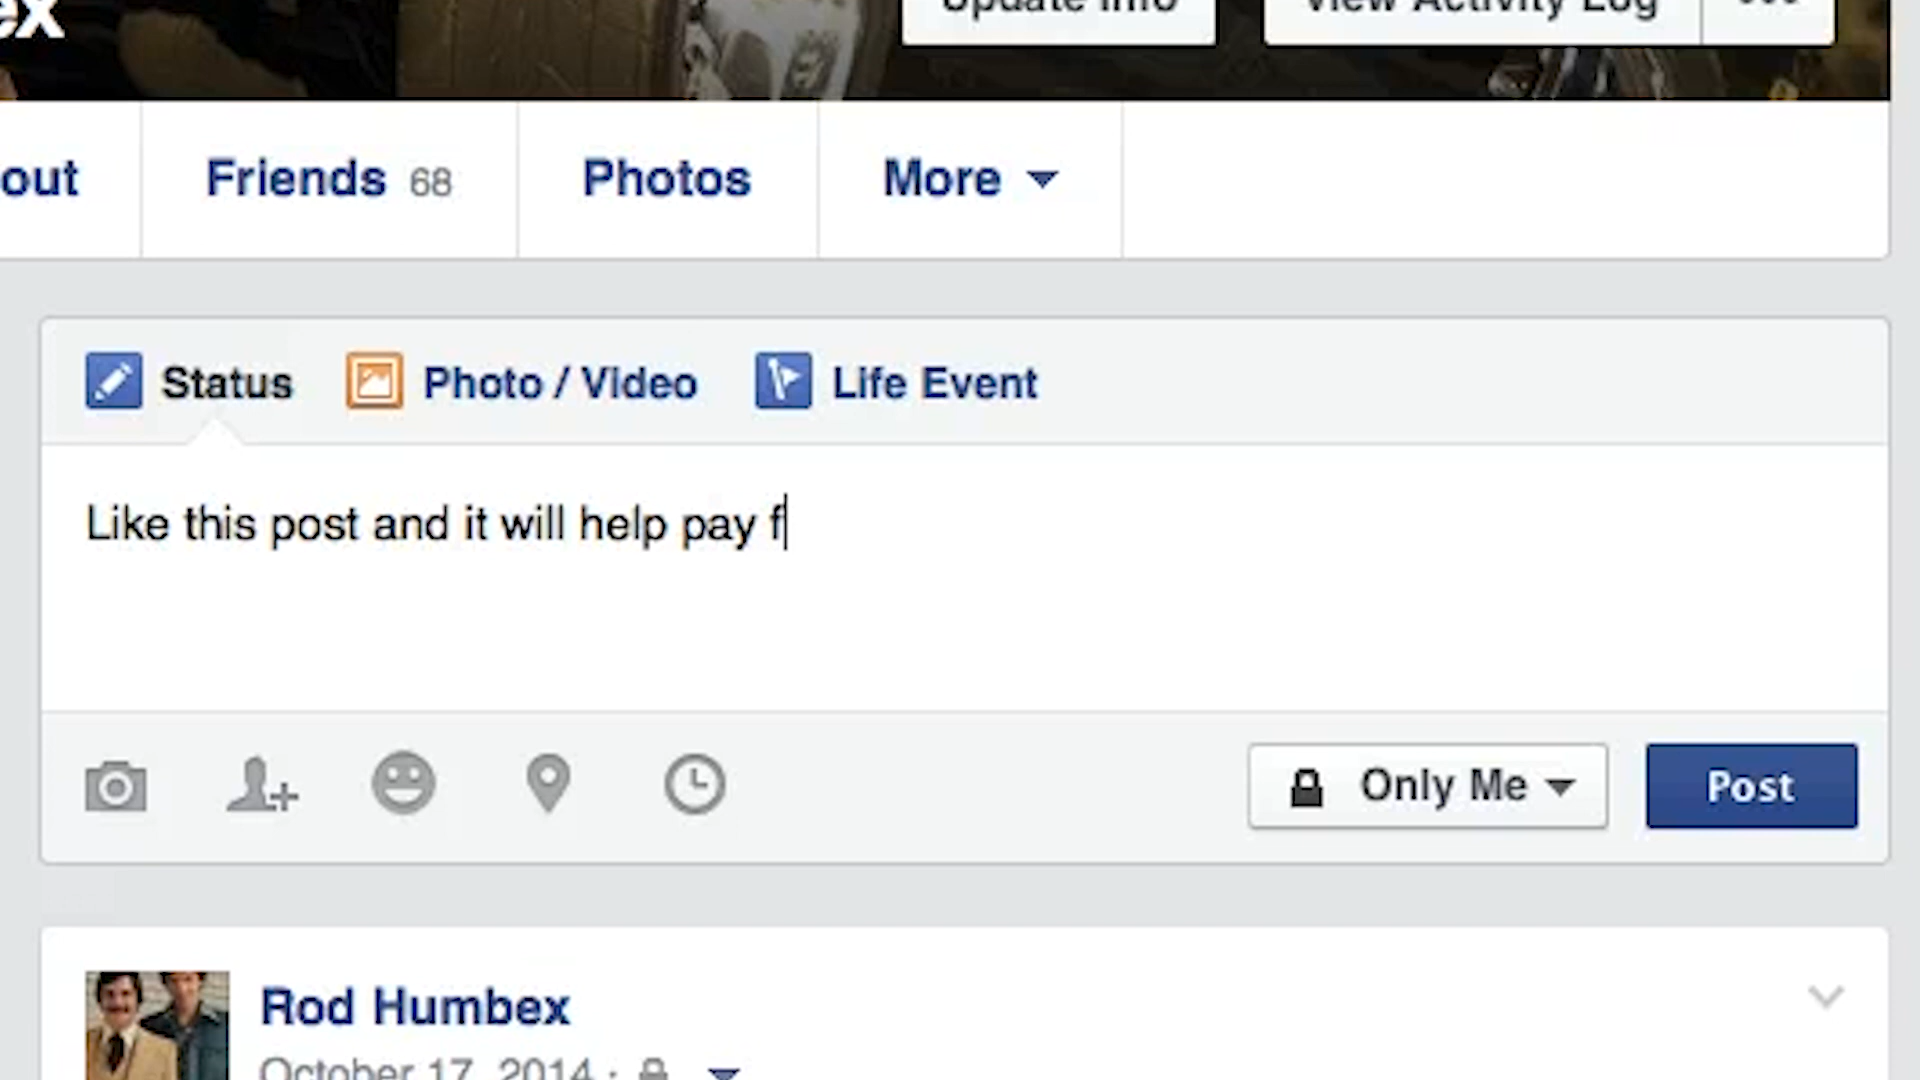 ex
Update Info
View Activity Log
out
Friends 68
Photos
More
Status
Photo / Video
Life Event
Like this post and it will help pay f
Only Me
Post
Rod Humbex
October 17, 2014 ·